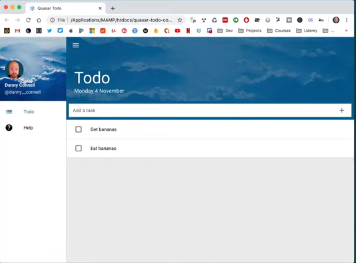 Quasar Todo
File /Applications/MAMP/htdocs/quasar-todo-co...
Dev
Projects
Courses
Udemy
Todo
Monday 4 November
Danny Connell
@danny__connell
Add a task
Todo
Get bananas
Help
Eat bananas